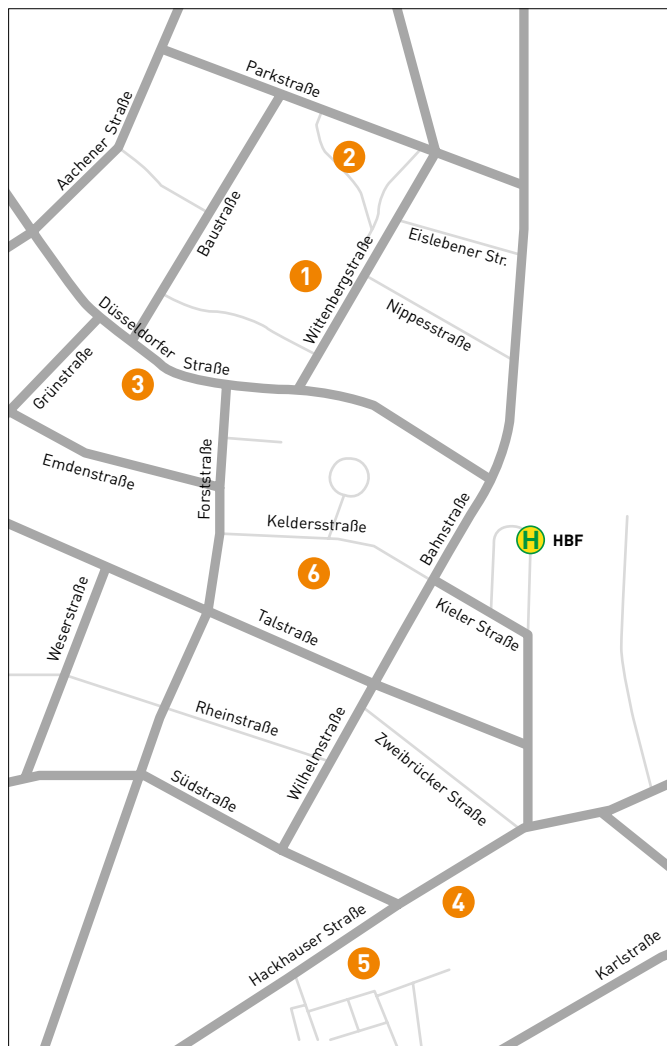 Parkstraße
Aachener Straße
2
Baustraße
Eislebener Str.
1
Wittenbergstraße
Nippesstraße
Düsseldorfer Straße
Grünstraße
3
Emdenstraße
Forststraße
Keldersstraße
Bahnstraße
H HBF
6
Weserstraße
Talstraße
Kieler Straße
Rheinstraße
Wilhelmstraße
Zweibrücker Straße
Südstraße
4
Hackhauser Straße
5
Karlstraße